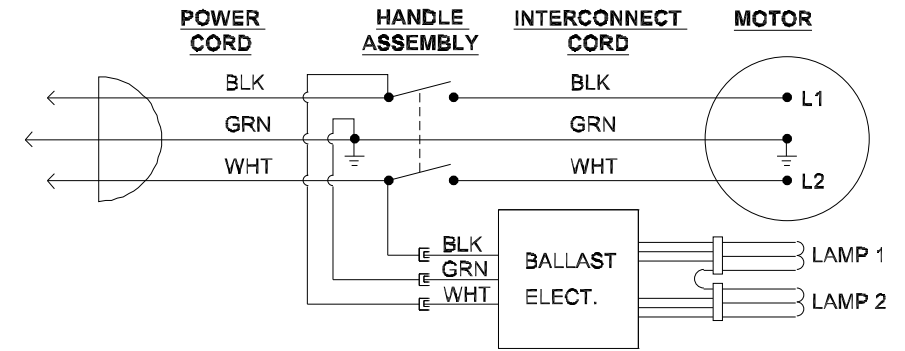 POWER CORD
HANDLE ASSEMBLY
INTERCONNECT CORD
MOTOR
BLK
BLK
L1
GRN
GRN
WHT
WHT
L2
BLK
GRN
WHT
BALLAST
ELECT.
LAMP 1
LAMP 2